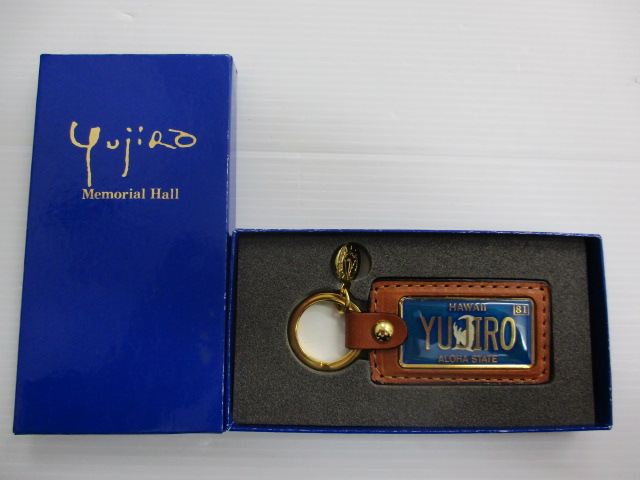 Yujiro
Memorial Hall
HAWAII 81
YUJIRO
ALOHA STATE